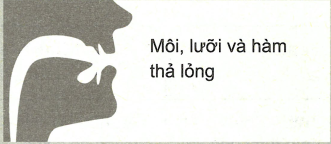 Môi, lưỡi và hàm
thả lỏng